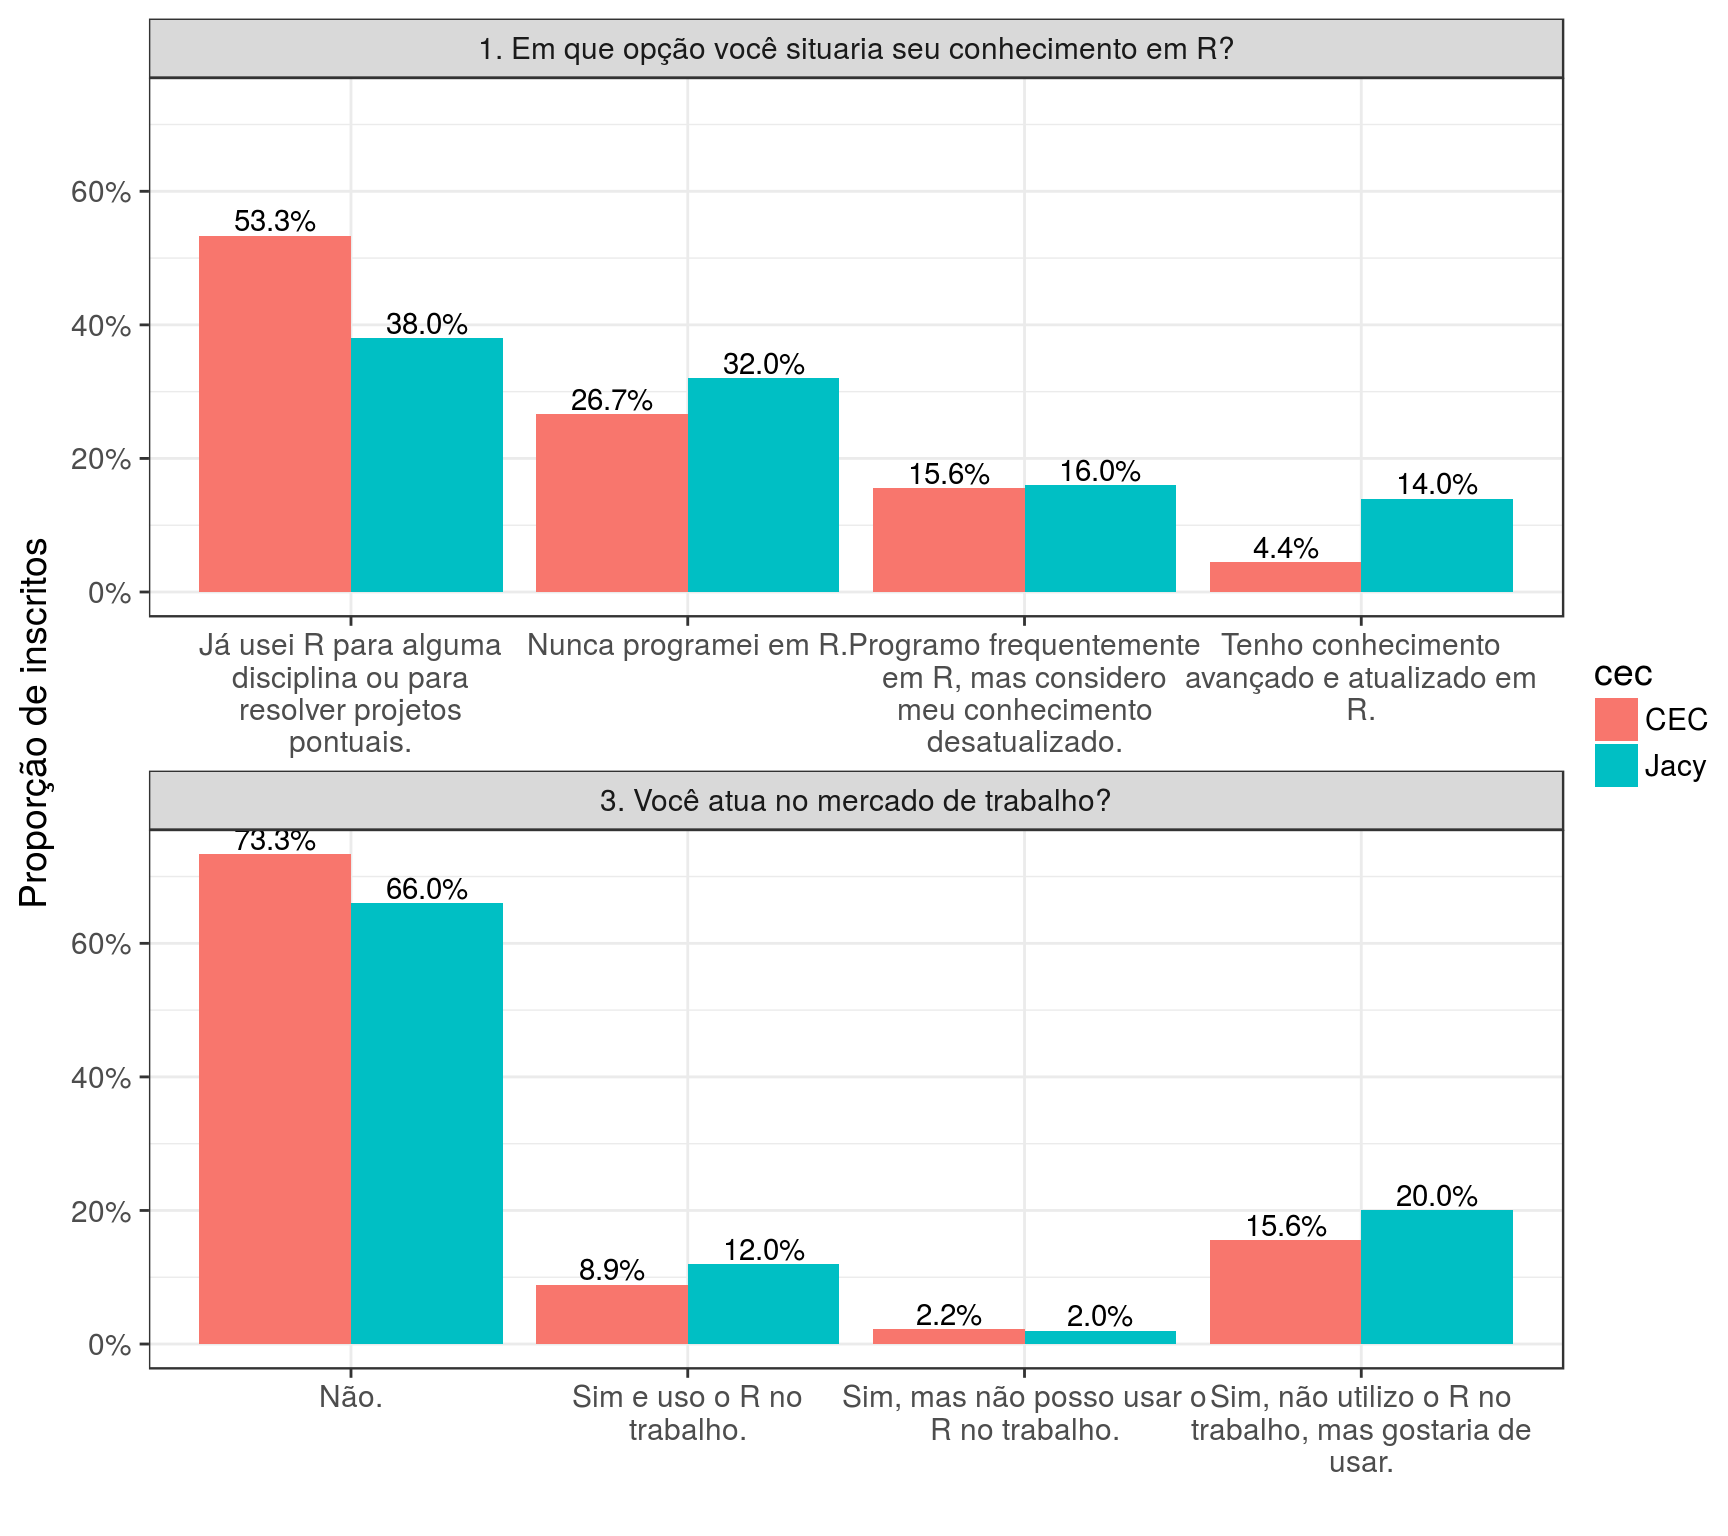 1. Em que opção você situaria seu conhecimento em R?
60%
40%
20%
0%
53.3%
38.0%
26.7%
32.0%
15.6%
16.0%
4.4%
14.0%
Já usei R para alguma
disciplina ou para
resolver projetos
pontuais.
Nunca programei em R.
Programo frequentemente
em R, mas considero
meu conhecimento
desatualizado.
Tenho conhecimento
avançado e atualizado em
R.
Proporção de inscritos
cec
CEC
Jacy
3. Você atua no mercado de trabalho?
60%
40%
20%
0%
73.3%
66.0%
8.9%
12.0%
2.2%
2.0%
15.6%
20.0%
Não.
Sim e uso o R no
trabalho.
Sim, mas não posso usar o
R no trabalho.
Sim, não utilizo o R no
trabalho, mas gostaria de
usar.